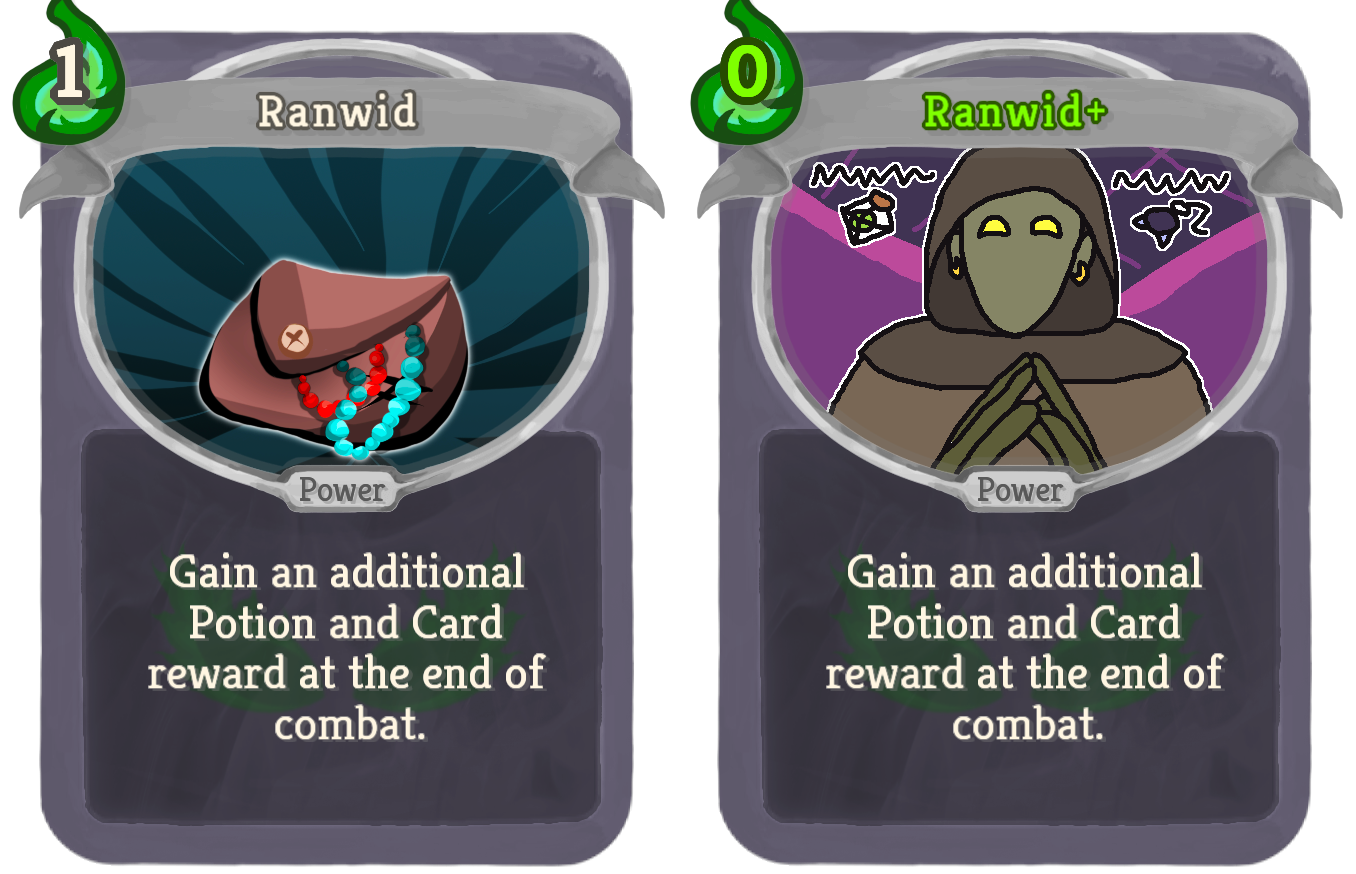 1
Ranwid
Power
Gain an additional
Potion and Card
reward at the end of
combat.
0
Ranwid+
Power
Gain an additional
Potion and Card
reward at the end of
combat.